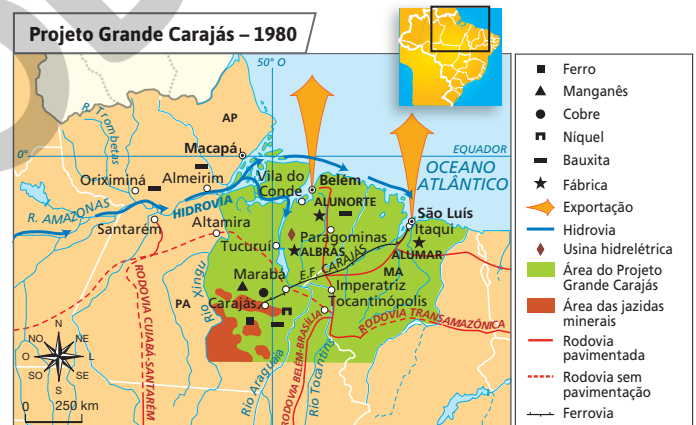 Projeto Grande Carajás – 1980
50° O
R. Trombetas
AP
Macapá
0°
EQUADOR
OCEANO
ATLÂNTICO
Oriximiná
Almeirim
Vila do
Conde
Belém
ALUNORTE
São Luís
Itaqui
HIDROVIA
R. AMAZONAS
Santarém
Altamira
Tucuruí
Paragominas
ALBRÁS
ALUMAR
E.F. CARAJÁS
MA
Marabá
Imperatriz
Carajás
Tocantinópolis
PA
Rio Xingu
RODOVIA CUIABÁ-SANTARÉM
RODOVIA TRANSAMAZÔNICA
RODOVIA BELÉM-BRASÍLIA
Rio Araguaia
Rio Tocantins
N
NO
NE
O
L
SO
SE
S
0 250 km
Ferro
Manganês
Cobre
Níquel
Bauxita
Fábrica
Exportação
Hidrovia
Usina hidrelétrica
Área do Projeto
Grande Carajás
Área das jazidas
minerais
Rodovia
pavimentada
Rodovia sem
pavimentação
Ferrovia